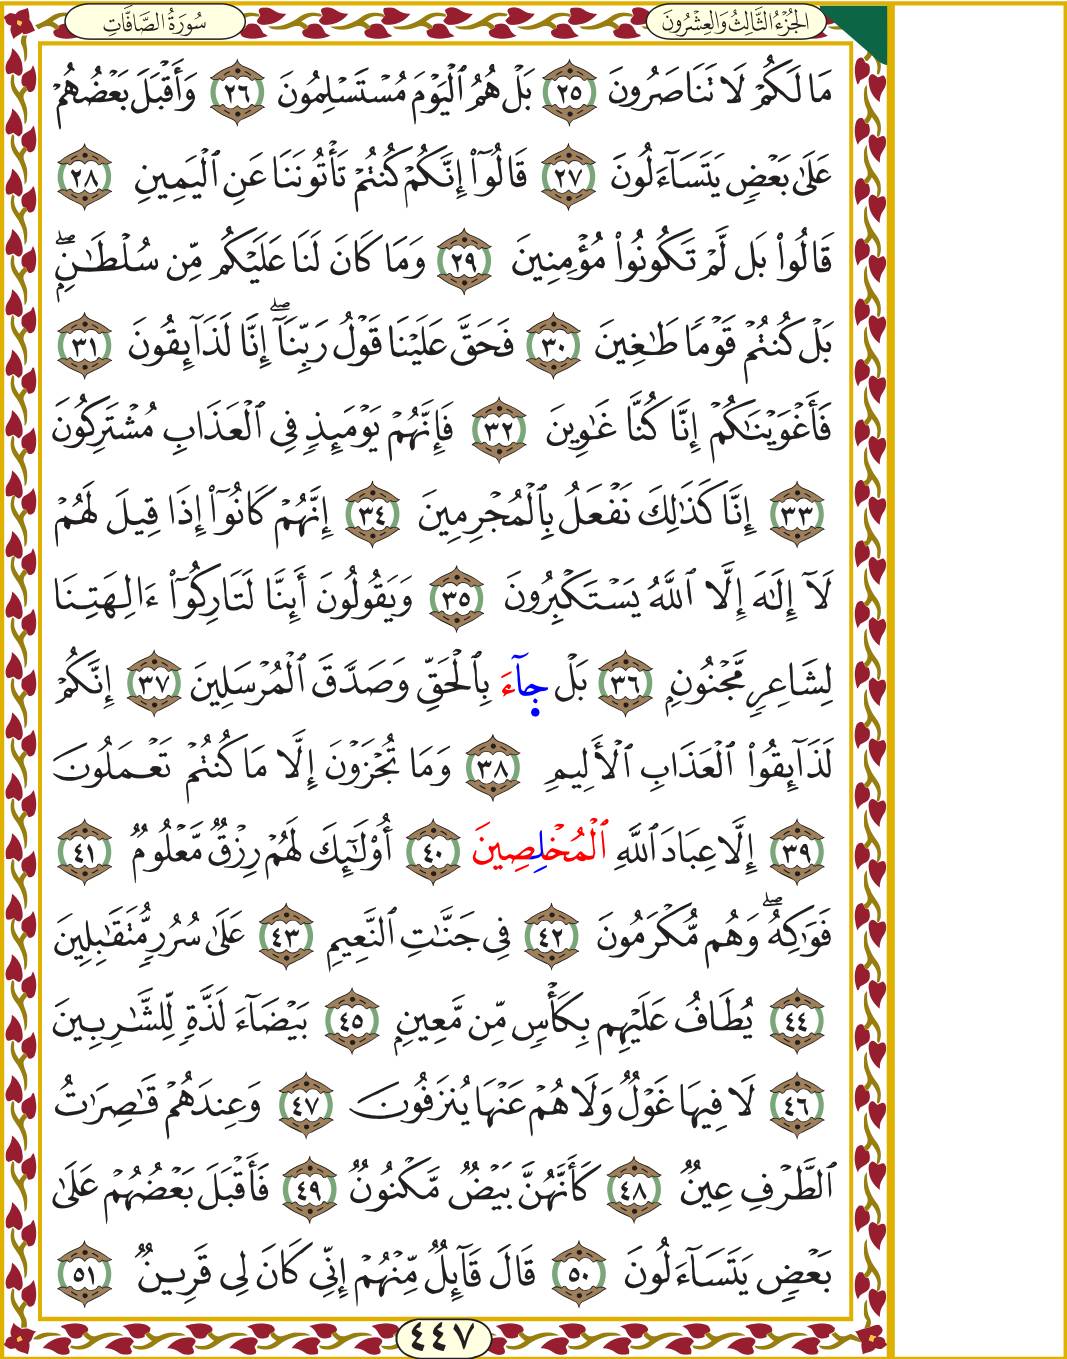 الجُزْءُ الثَّالِثُ وَالعِشْرُونَ
سُورَةُ الصَّافَّاتِ
مَا لَكُمْ لَا تَنَاصَرُونَ ٢٥ بَلْ هُمُ ٱلْيَوْمَ مُسْتَسْلِمُونَ ٢٦ وَأَقْبَلَ بَعْضُهُمْ
عَلَىٰ بَعْضٖ يَتَسَآءَلُونَ ٢٧ قَالُوٓاْ إِنَّكُمْ كُنتُمْ تَأْتُونَنَا عَنِ ٱلْيَمِينِ ٢٨
قَالُواْ بَل لَّمْ تَكُونُواْ مُؤْمِنِينَ ٢٩ وَمَا كَانَ لَنَا عَلَيْكُم مِّن سُلْطَٰنِۭۖ
بَلْ كُنتُمْ قَوْمٗا طَٰغِينَ ٣٠ فَحَقَّ عَلَيْنَا قَوْلُ رَبِّنَآۖ إِنَّا لَذَآئِقُونَ ٣١
فَأَغْوَيْنَٰكُمْ إِنَّا كُنَّا غَٰوِينَ ٣٢ فَإِنَّهُمْ يَوْمَئِذٖ فِى ٱلْعَذَابِ مُشْتَرِكُونَ
٣٣ إِنَّا كَذَٰلِكَ نَفْعَلُ بِٱلْمُجْرِمِينَ ٣٤ إِنَّهُمْ كَانُوٓاْ إِذَا قِيلَ لَهُمْ
لَآ إِلَٰهَ إِلَّا ٱللَّهُ يَسْتَكْبِرُونَ ٣٥ وَيَقُولُونَ أَئِنَّا لَتَارِكُوٓاْ ءَالِهَتِنَا
لِشَاعِرٖ مَّجْنُونِۭ ٣٦ بَلْ جَآءَ بِٱلْحَقِّ وَصَدَّقَ ٱلْمُرْسَلِينَ ٣٧ إِنَّكُمْ
لَذَآئِقُواْ ٱلْعَذَابِ ٱلْأَلِيمِ ٣٨ وَمَا تُجْزَوْنَ إِلَّا مَا كُنتُمْ تَعْمَلُونَ
٣٩ إِلَّا عِبَادَ ٱللَّهِ ٱلْمُخْلِصِينَ ٤٠ أُوْلَٰٓئِكَ لَهُمْ رِزْقٞ مَّعْلُومٞ ٤١
فَوَٰكِهُۖ وَهُم مُّكْرَمُونَ ٤٢ فِى جَنَّٰتِ ٱلنَّعِيمِ ٤٣ عَلَىٰ سُرُرٖ مُّتَقَٰبِلِينَ
٤٤ يُطَافُ عَلَيْهِم بِكَأْسٖ مِّن مَّعِينِۭ ٤٥ بَيْضَآءَ لَذَّةٖ لِّلشَّٰرِبِينَ
٤٦ لَا فِيهَا غَوْلٞ وَلَا هُمْ عَنْهَا يُنزَفُونَ ٤٧ وَعِندَهُمْ قَٰصِرَٰتُ
ٱلطَّرْفِ عِينٞ ٤٨ كَأَنَّهُنَّ بَيْضٞ مَّكْنُونٞ ٤٩ فَأَقْبَلَ بَعْضُهُمْ عَلَىٰ
بَعْضٖ يَتَسَآءَلُونَ ٥٠ قَالَ قَآئِلٞ مِّنْهُمْ إِنِّى كَانَ لِى قَرِينٞ ٥١
٤٤٧